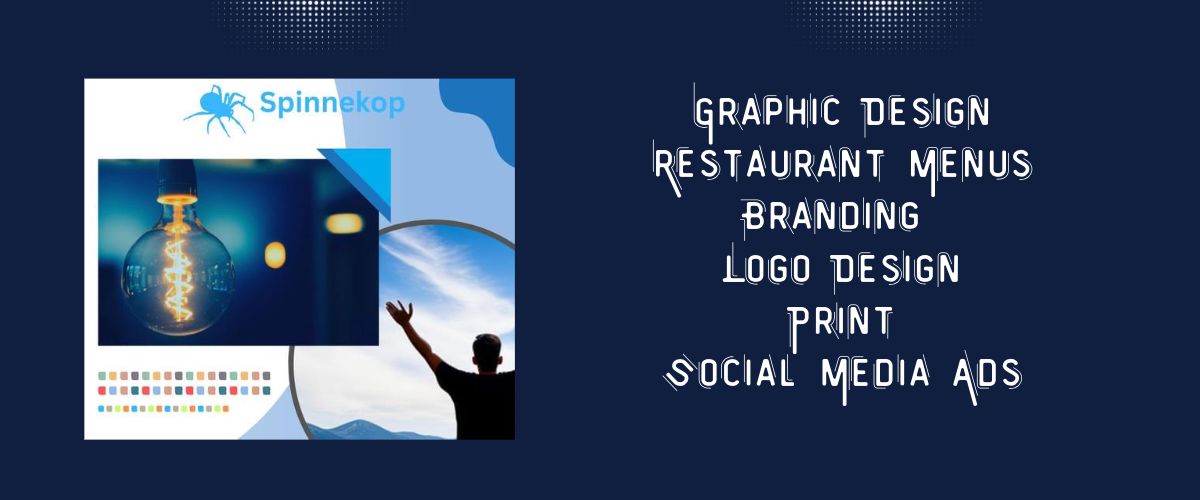 Spinnekop
Graphic Design
Restaurant Menus
Branding
Logo Design
Print
Social Media Ads